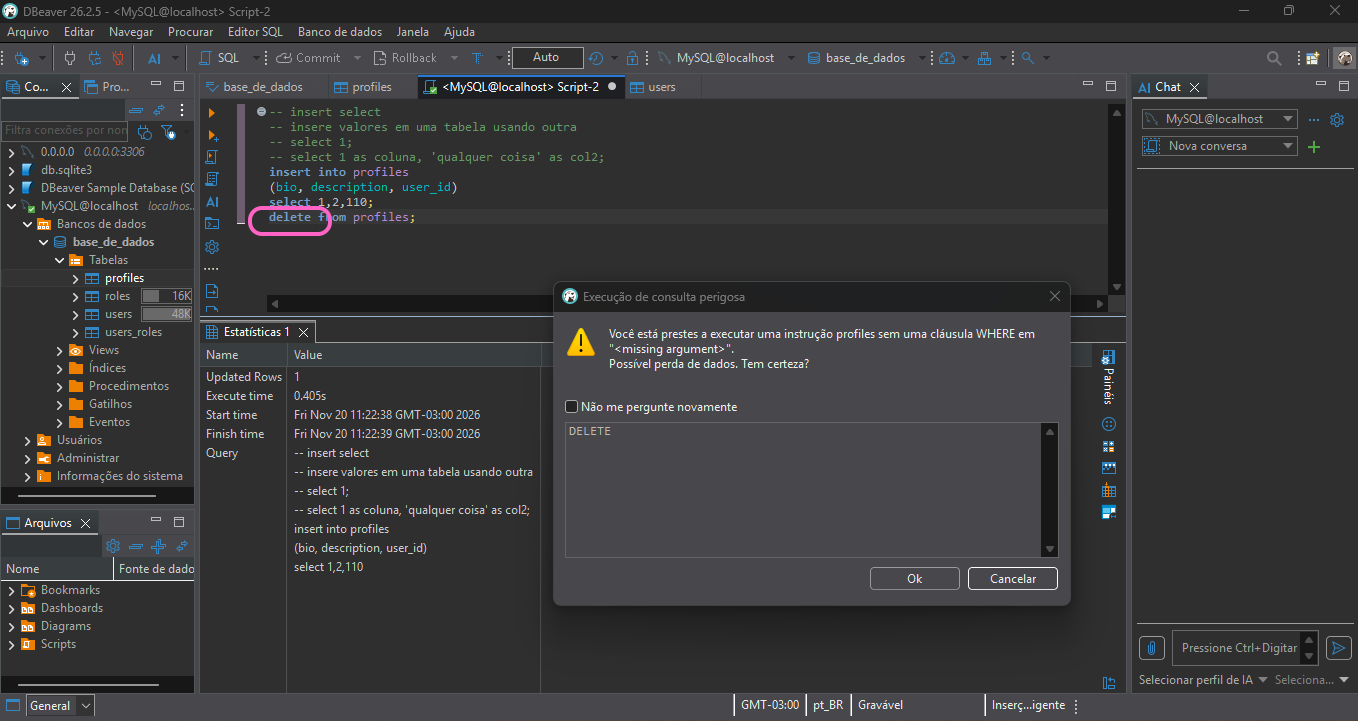 DBeaver 26.2.5 - <MySQL@localhost> Script-2
Arquivo Editar Navegar Procurar Editor SQL Banco de dados Janela Ajuda
AI SQL Commit Rollback T Auto MySQL@localhost base_de_dados
Co... Pro...
Filtra conexões por nom
0.0.0.0 0.0.0.0:3306
db.sqlite3
DBeaver Sample Database (SQ
MySQL@localhost localhos...
Bancos de dados
base_de_dados
Tabelas
profiles
roles 16K
users 48K
users_roles
Views
Índices
Procedimentos
Gatilhos
Eventos
Usuários
Administrar
Informações do sistema
Arquivos
Nome Fonte de dado
Bookmarks
Dashboards
Diagrams
Scripts
General
base_de_dados profiles <MySQL@localhost> Script-2 users
AI
-- insert select
-- insere valores em uma tabela usando outra
-- select 1;
-- select 1 as coluna, 'qualquer coisa' as col2;
insert into profiles
(bio, description, user_id)
select 1,2,110;
delete from profiles;
Estatísticas 1
Name Value
Updated Rows 1
Execute time 0.405s
Start time Fri Nov 20 11:22:38 GMT-03:00 2026
Finish time Fri Nov 20 11:22:39 GMT-03:00 2026
Query -- insert select
-- insere valores em uma tabela usando outra
-- select 1;
-- select 1 as coluna, 'qualquer coisa' as col2;
insert into profiles
(bio, description, user_id)
select 1,2,110
Painéis
Execução de consulta perigosa
Você está prestes a executar uma instrução profiles sem uma cláusula WHERE em
"<missing argument>".
Possível perda de dados. Tem certeza?
Não me pergunte novamente
DELETE
Ok Cancelar
AI Chat
MySQL@localhost
Nova conversa
Pressione Ctrl+Digitar
Selecionar perfil de IA Seleciona...
GMT-03:00 pt_BR Gravável Inserç...igente